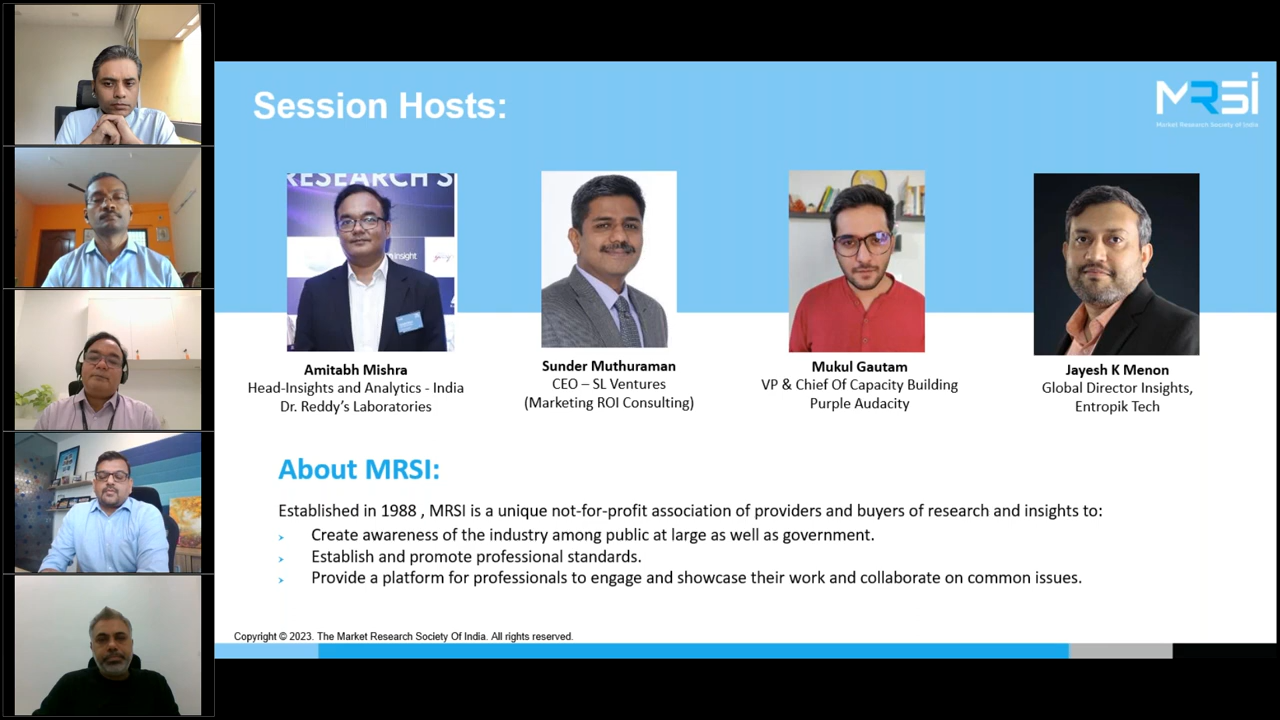 Session Hosts:
MRSI
Market Research Society of India
RESEARCH S
Insight
Amitabh Mishra
Head-Insights and Analytics - India
Dr. Reddy's Laboratories
Sunder Muthuraman
CEO – SL Ventures
(Marketing ROI Consulting)
Mukul Gautam
VP & Chief Of Capacity Building
Purple Audacity
Jayesh K Menon
Global Director Insights,
Entropik Tech
About MRSI:
Established in 1988 , MRSI is a unique not-for-profit association of providers and buyers of research and insights to:
Create awareness of the industry among public at large as well as government.
Establish and promote professional standards.
Provide a platform for professionals to engage and showcase their work and collaborate on common issues.
Copyright © 2023. The Market Research Society Of India. All rights reserved.